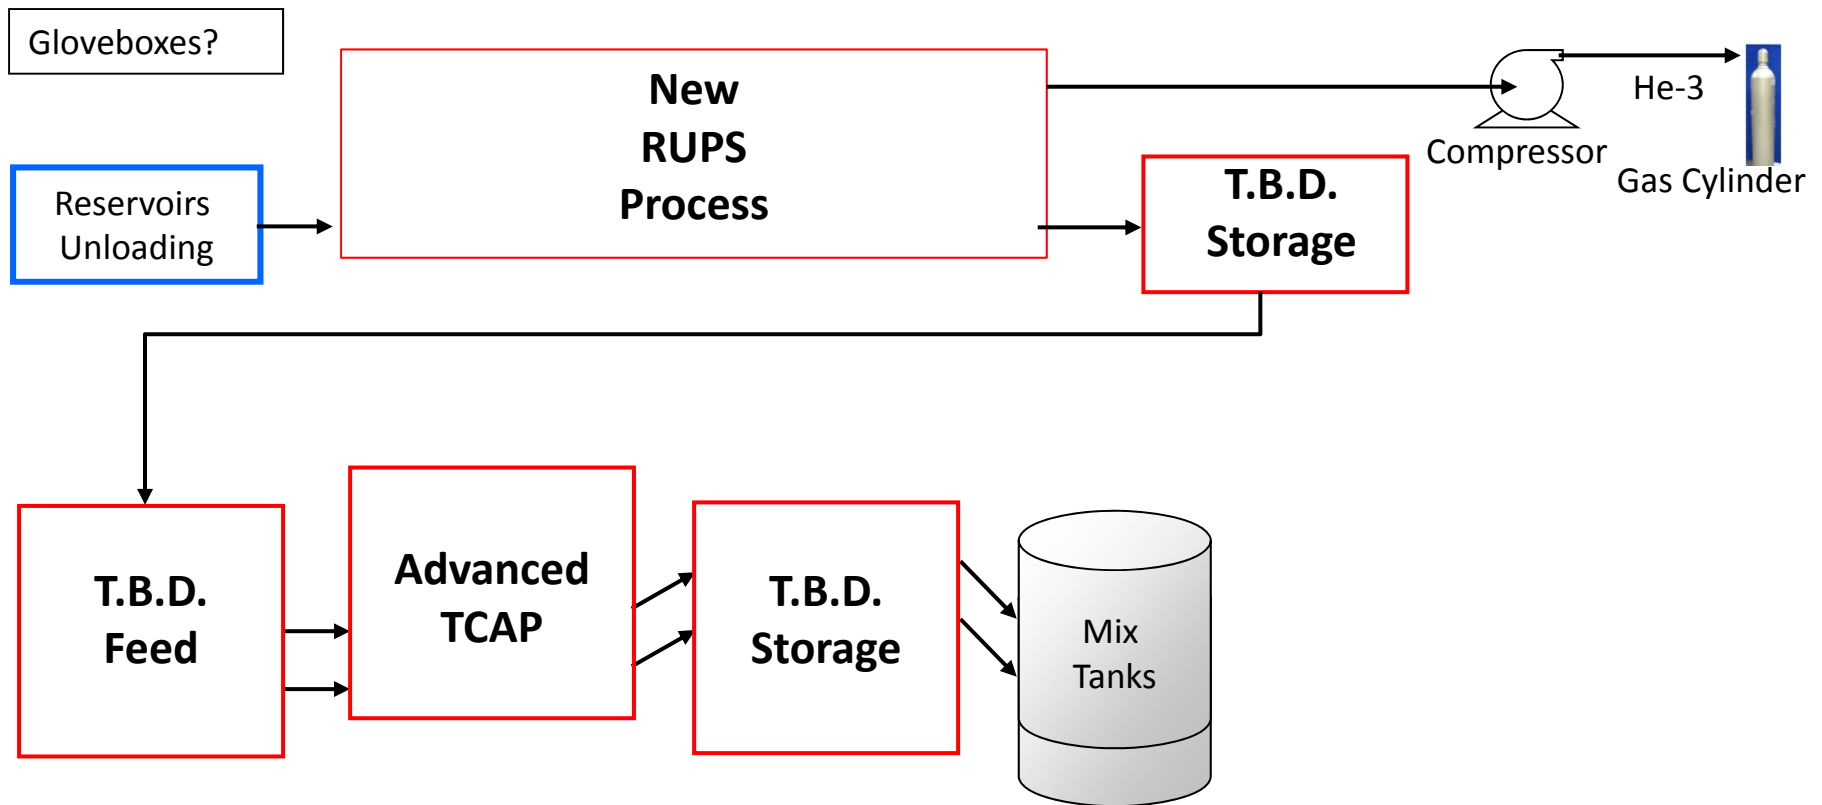 Gloveboxes?
New
RUPS
Process
He-3
Compressor
Gas Cylinder
Reservoirs
Unloading
T.B.D.
Storage
T.B.D.
Feed
Advanced
TCAP
T.B.D.
Storage
Mix
Tanks